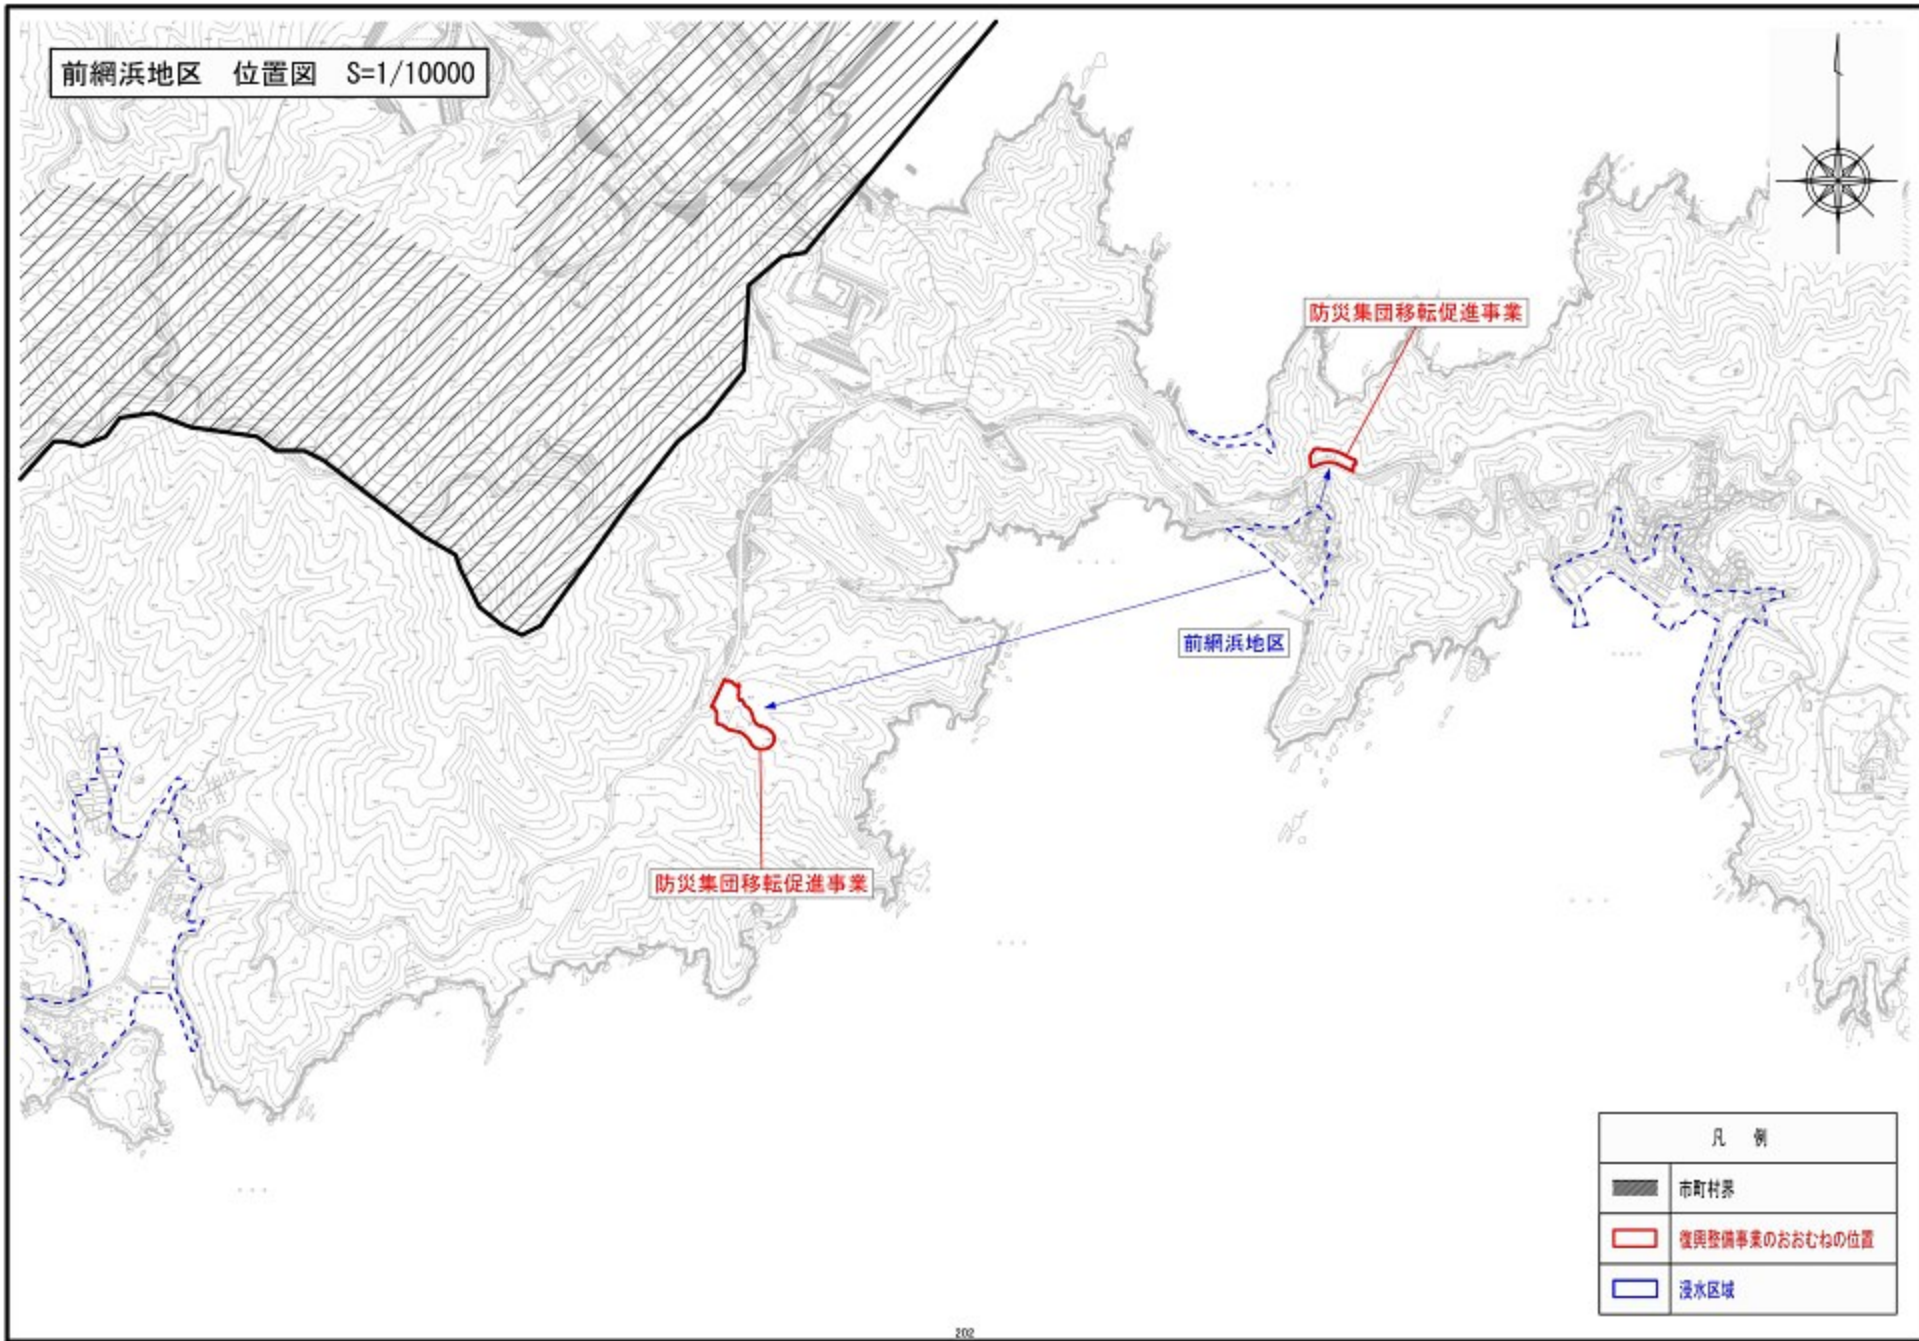 前網浜地区　位置図　S=1/10000
防災集団移転促進事業
前網浜地区
防災集団移転促進事業
凡　例
市町村界
復興整備事業のおおむねの位置
浸水区域
202